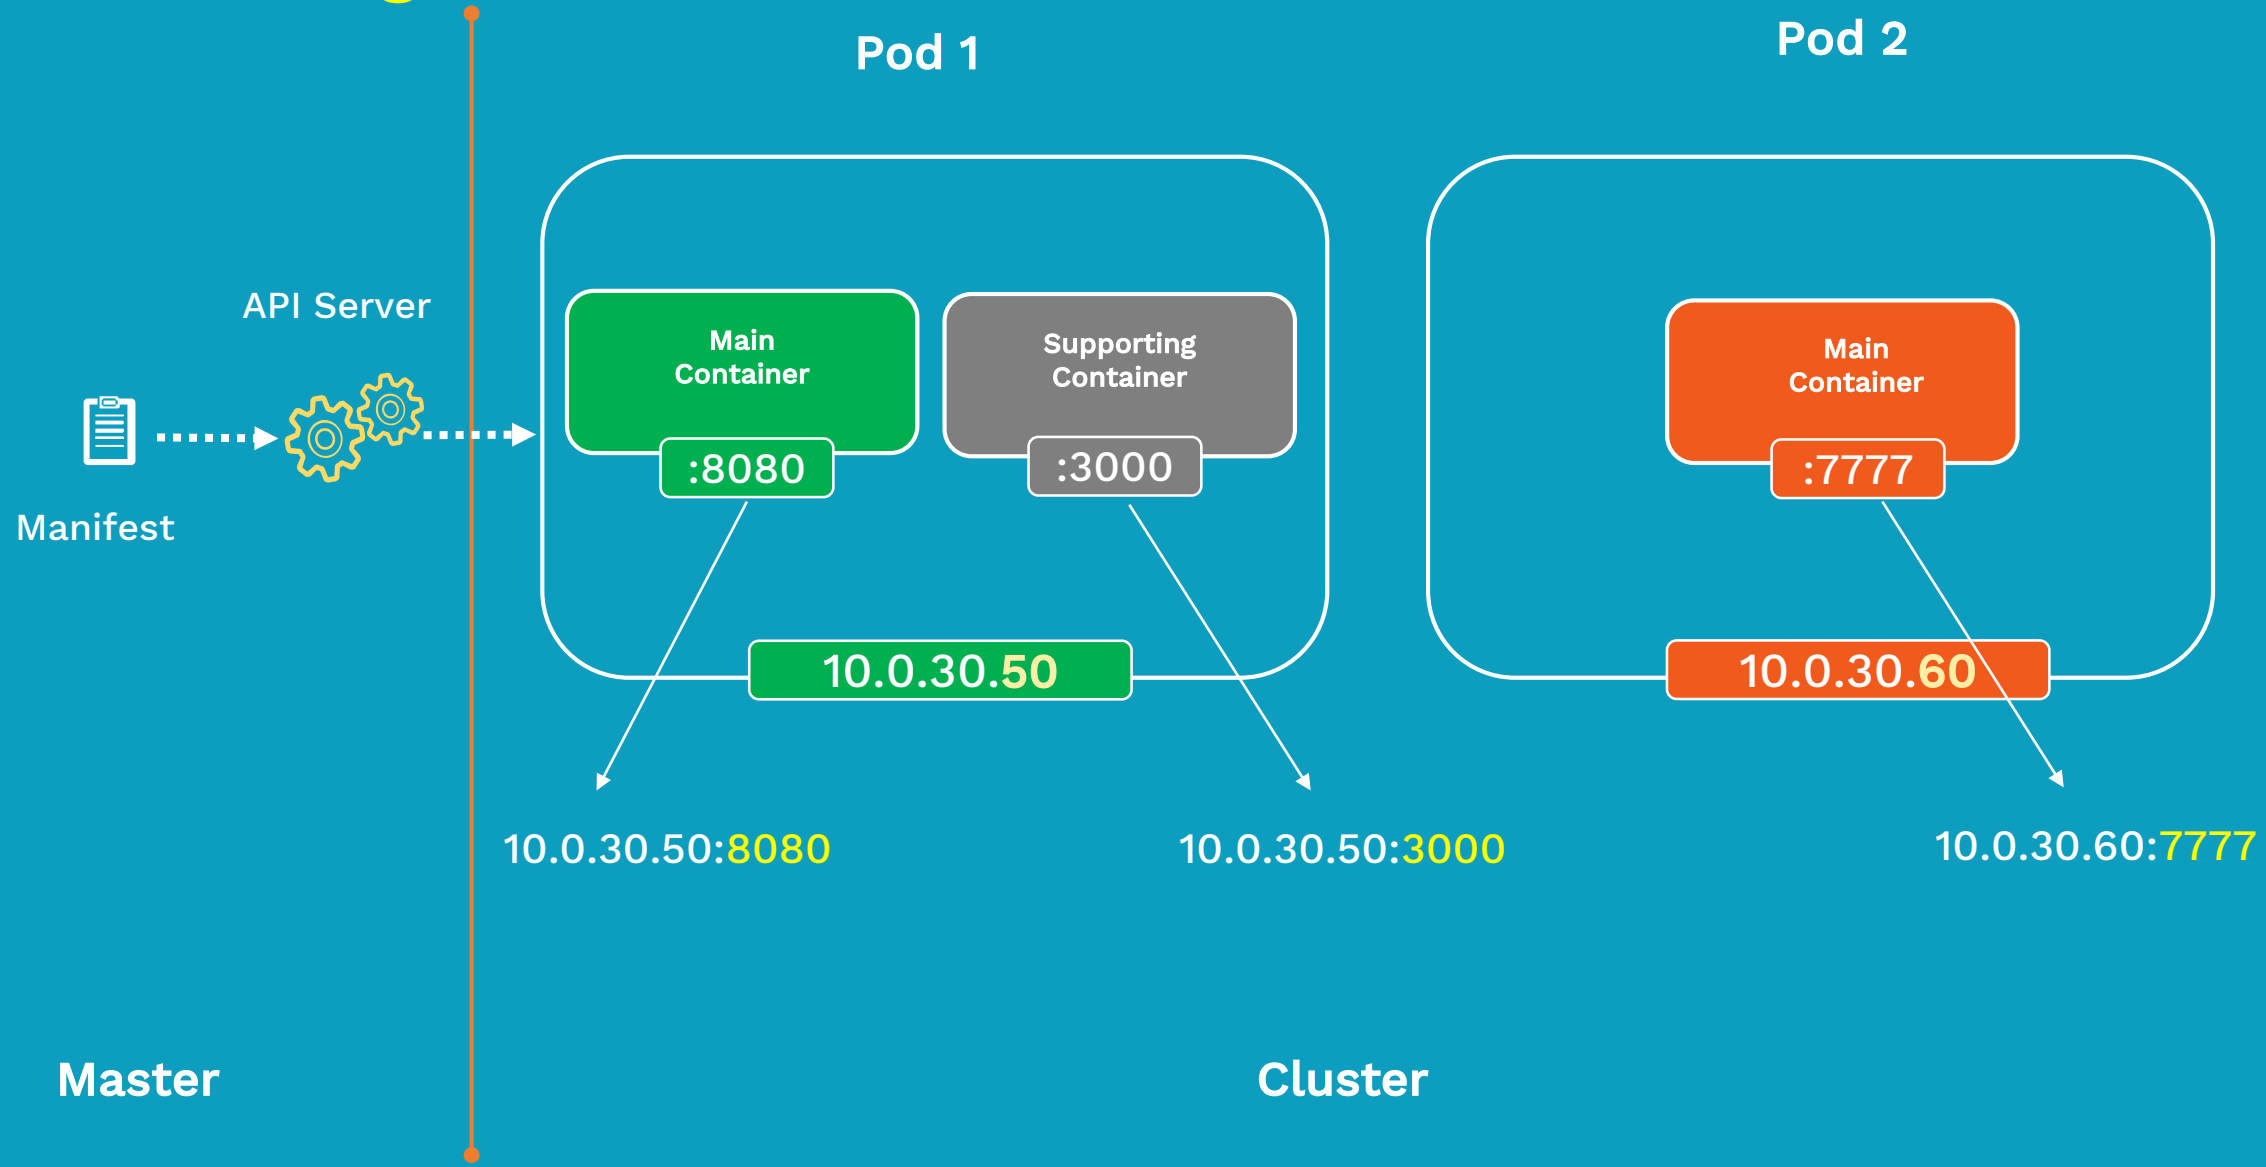 Pod 1
Pod 2
API Server
Manifest
Main
Container
:8080
Supporting
Container
:3000
Main
Container
:7777
10.0.30.50
10.0.30.60
10.0.30.50:8080
10.0.30.50:3000
10.0.30.60:7777
Master
Cluster